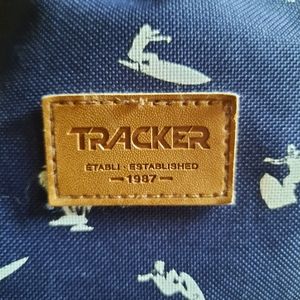 TRACKER
ÉTABLI · ESTABLISHED
1987